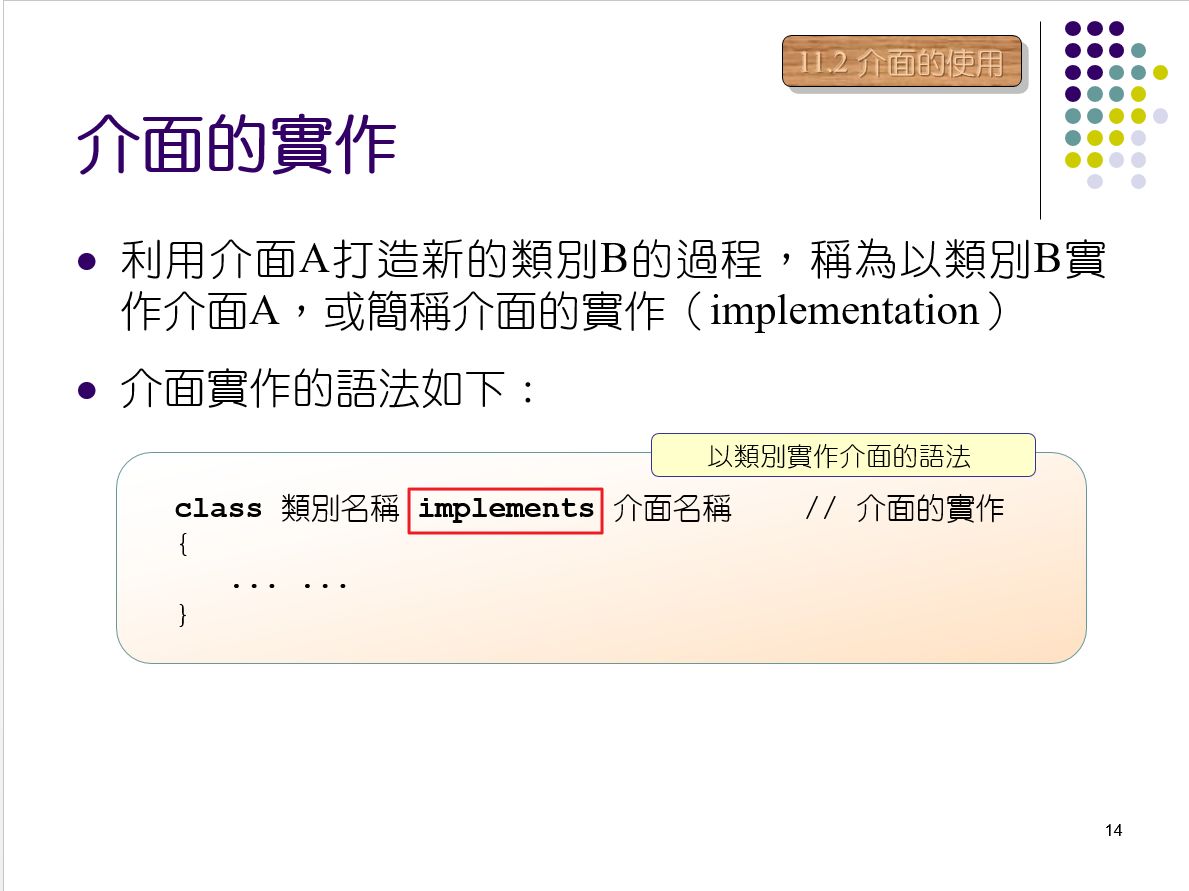 11.2 介面的使用
介面的實作
利用介面A打造新的類別B的過程，稱為以類別B實
作介面A，或簡稱介面的實作（implementation）
介面實作的語法如下：
以類別實作介面的語法
class 類別名稱 implements 介面名稱 // 介面的實作
{
... ...
}
14